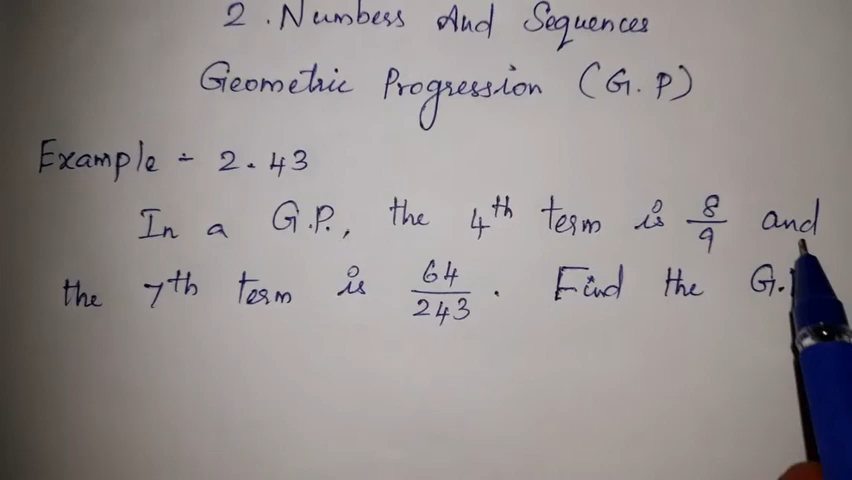 2. Numbers And Sequences
Geometric Progression (G.P)
Example - 2.43
In a G.P., the 4th term is 8/9 and
the 7th term is 64/243. Find the G.